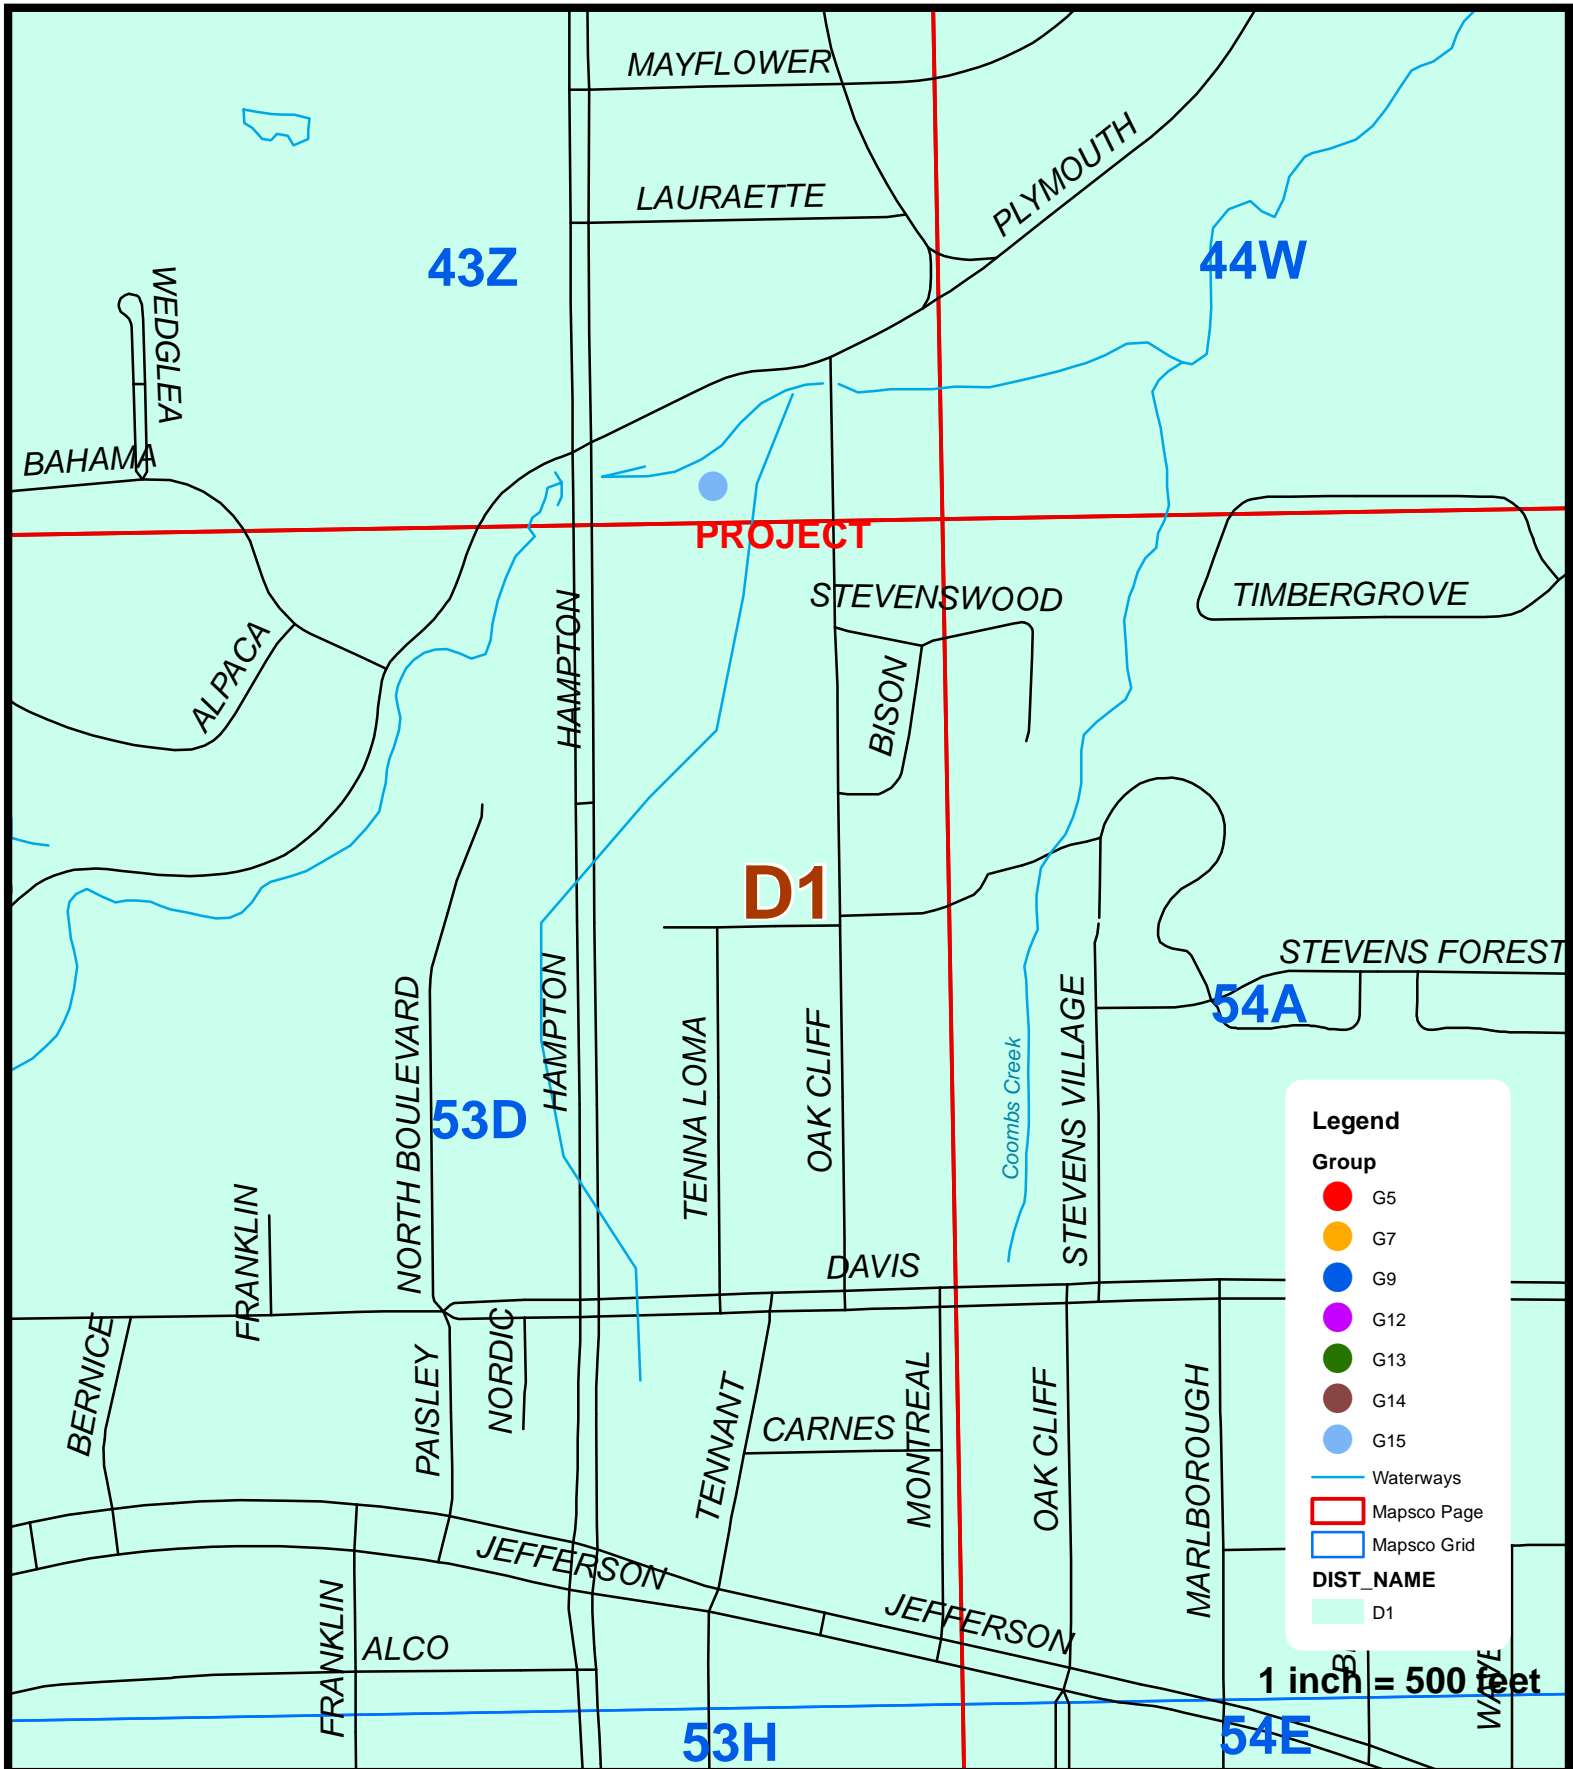 MAYFLOWER
PLYMOUTH
LAURAETTE
43Z
44W
WEDGLEA
BAHAMA
PROJECT
STEVENSWOOD
TIMBERGROVE
HAMPTON
ALPACA
BISON
D1
STEVENS FOREST
54A
NORTH BOULEVARD
HAMPTON
TENNA LOMA
OAK CLIFF
Coombs Creek
STEVENS VILLAGE
53D
FRANKLIN
DAVIS
BERNICE
PAISLEY
NORDIC
TENNANT
CARNES
MONTREAL
OAK CLIFF
MARLBOROUGH
JEFFERSON
JEFFERSON
FRANKLIN
ALCO
53H
54E
Legend
Group
G5
G7
G9
G12
G13
G14
G15
Waterways
Mapsco Page
Mapsco Grid
DIST_NAME
D1
1 inch = 500 feet